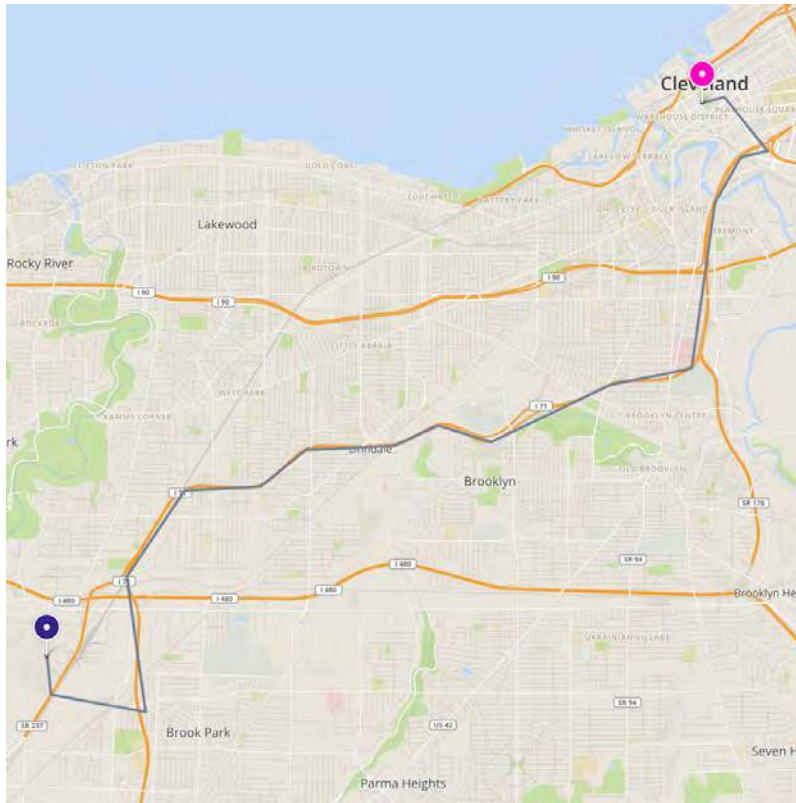 Cleveland
PLAYHOUSE SQUARE
WAREHOUSE DISTRICT
WHISKEY ISLAND
LAKEVIEW TERRACE
CLIFTON PARK
GOLD COAST
EDGEWATER
BATTERY PARK
OHIO CITY
TREMONT
Lakewood
BIRDTOWN
Rocky River
I 90
I 90
I 90
ROCKPORT
LITTLE ARABIA
WEST PARK
KAMMS CORNER
I 71
BROOKLYN CENTRE
rk
Linndale
OLD BROOKLYN
Brooklyn
I 71
SR 176
SR 94
I 480
I 71
I 480
I 480
I 480
Brooklyn He
UKRAINIAN VILLAGE
SR 94
SR 237
US 42
Brook Park
Seven H
Parma Heights